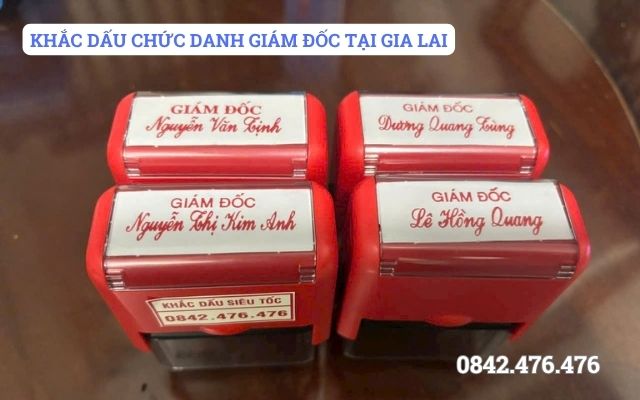 KHẮC DẤU CHỨC DANH GIÁM ĐỐC TẠI GIA LAI
GIÁM ĐỐC
Nguyễn Văn Tịnh
GIÁM ĐỐC
Dương Quang Tùng
GIÁM ĐỐC
Nguyễn Thị Kim Anh
GIÁM ĐỐC
Lê Hồng Quang
KHẮC DẤU SIÊU TỐC
0842.476.476
0842.476.476